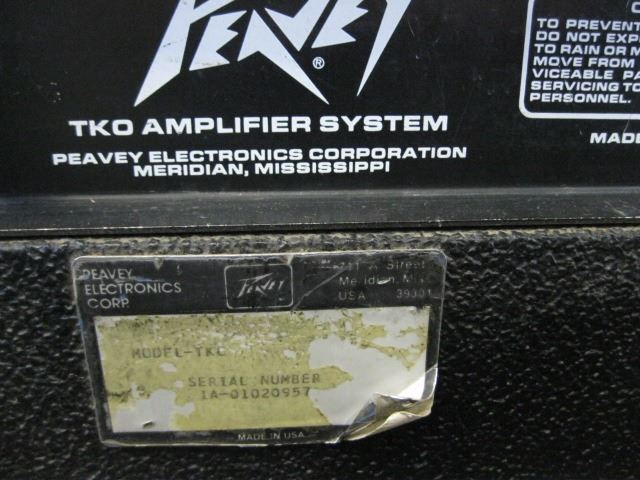 PEAVEY
®
TKO AMPLIFIER SYSTEM
PEAVEY ELECTRONICS CORPORATION
MERIDIAN, MISSISSIPPI
TO PREVENT
DO NOT EXP
TO RAIN OR M
MOVE FROM
VICEABLE PA
SERVICING TO
PERSONNEL.
MADE
PEAVEY
ELECTRONICS
CORP.
PEAVEY
711 A Street
Meridian, Miss
USA 39301
MODEL-TKO
SERIAL NUMBER
1A-01020957
MADE IN USA